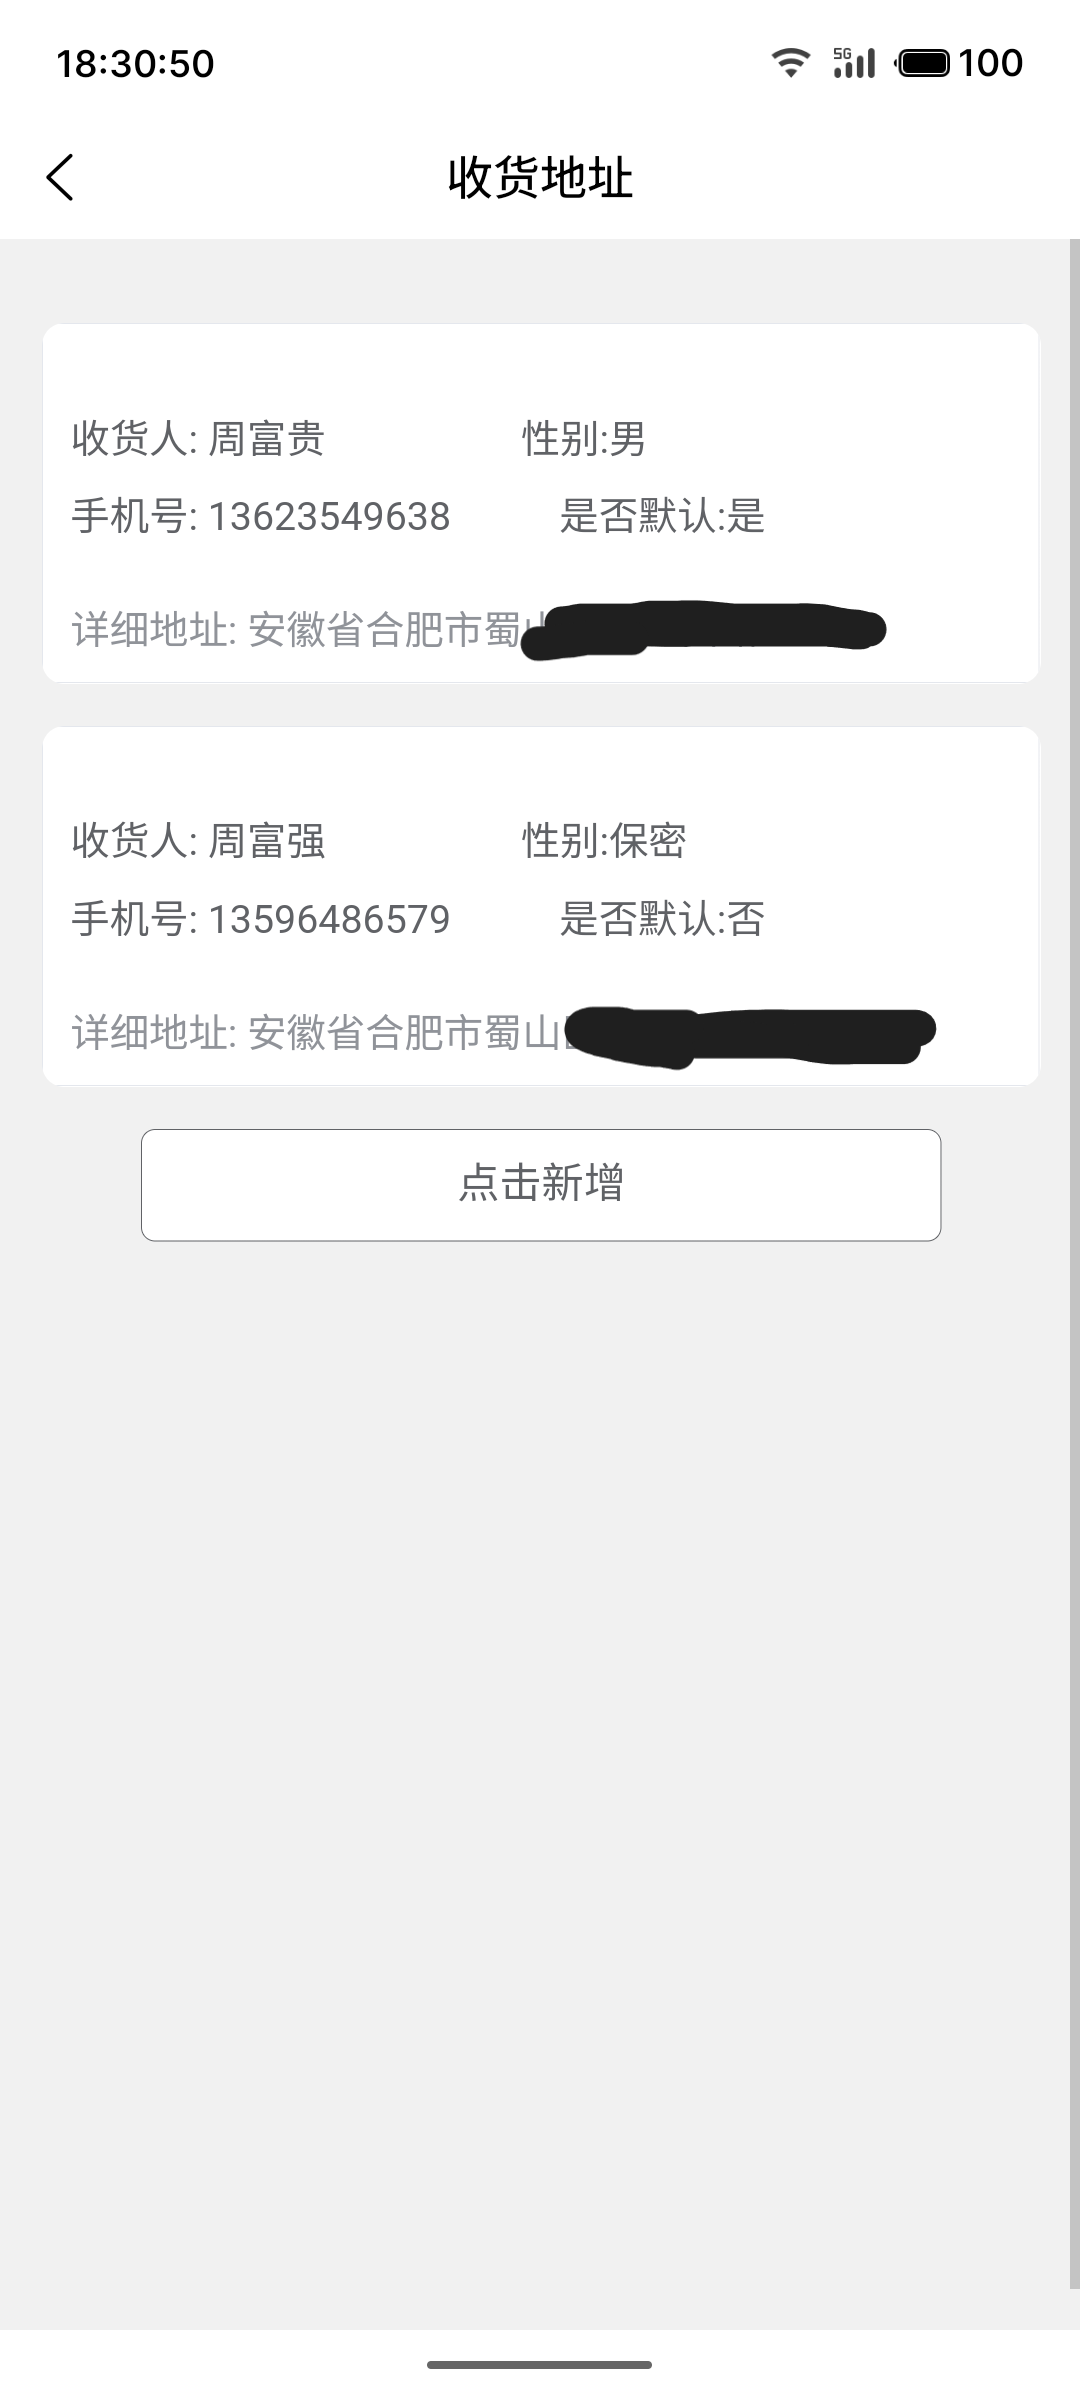 18:30:50 5G 100
收货地址
收货人: 周富贵 性别:男
手机号: 13623549638 是否默认:是
详细地址: 安徽省合肥市蜀
收货人: 周富强 性别:保密
手机号: 13596486579 是否默认:否
详细地址: 安徽省合肥市蜀山
点击新增